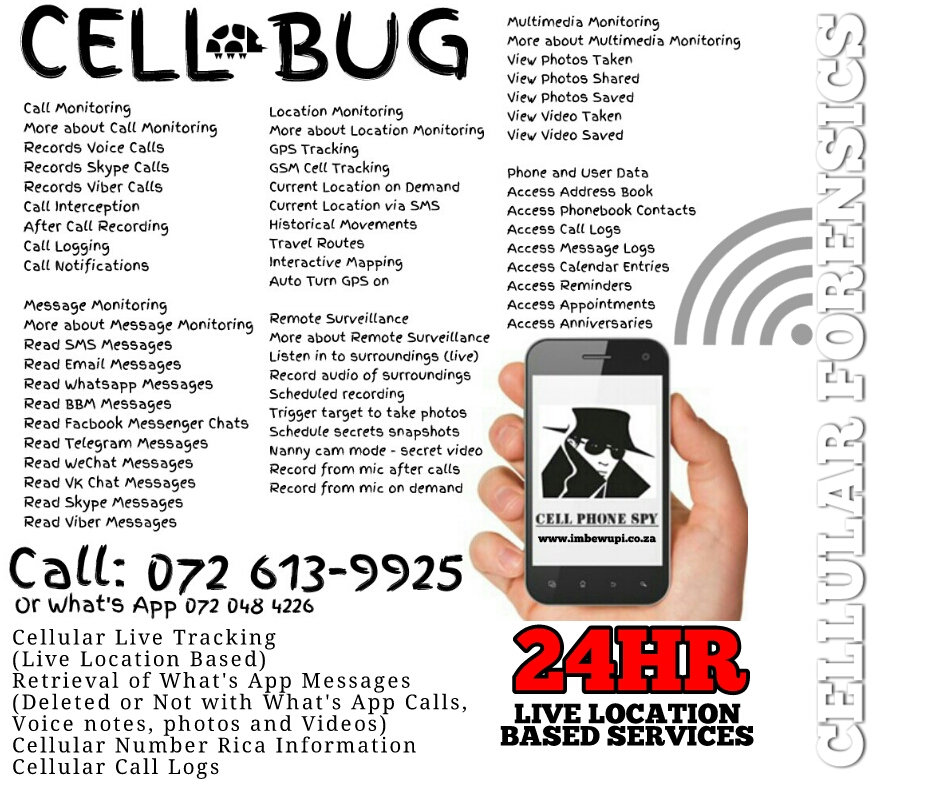 CELL BUG
Call Monitoring
More about Call Monitoring
Records Voice Calls
Records Skype Calls
Records Viber Calls
Call Interception
After Call Recording
Call Logging
Call Notifications
Message Monitoring
More about Message Monitoring
Read SMS Messages
Read Email Messages
Read Whatsapp Messages
Read BBM Messages
Read Facbook Messenger Chats
Read Telegram Messages
Read WeChat Messages
Read VK Chat Messages
Read Skype Messages
Read Viber Messages
Location Monitoring
More about Location Monitoring
GPS Tracking
GSM Cell Tracking
Current Location on Demand
Current Location via SMS
Historical Movements
Travel Routes
Interactive Mapping
Auto Turn GPS on
Remote Surveillance
More about Remote Surveillance
Listen in to surroundings (live)
Record audio of surroundings
Scheduled recording
Trigger target to take photos
Schedule secrets snapshots
Nanny cam mode - secret video
Record from mic after calls
Record from mic on demand
Multimedia Monitoring
More about Multimedia Monitoring
View Photos Taken
View Photos Shared
View Photos Saved
View Video Taken
View Video Saved
Phone and User Data
Access Address Book
Access Phonebook Contacts
Access Call Logs
Access Message Logs
Access Calendar Entries
Access Reminders
Access Appointments
Access Anniversaries
CELL PHONE SPY
www.imbewupi.co.za
Call: 072 613-9925
Or What's App 072 048 4226
Cellular Live Tracking
(Live Location Based)
Retrieval of What's App Messages
(Deleted or Not with What's App Calls,
Voice notes, photos and Videos)
Cellular Number Rica Information
Cellular Call Logs
24HR
LIVE LOCATION
BASED SERVICES
CELLULAR FORENSICS